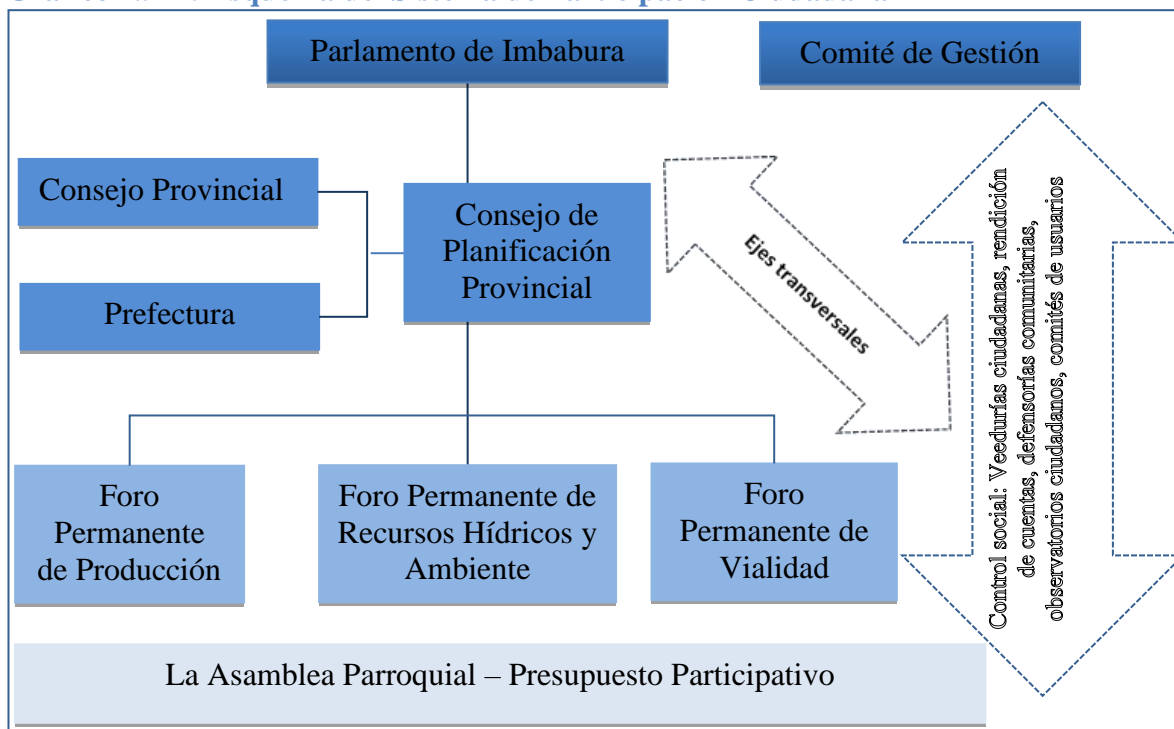 Parlamento de Imbabura
Comité de Gestión
Consejo Provincial
Prefectura
Consejo de
Planificación
Provincial
Ejes transversales
Control social: Veedurías ciudadanas, rendición
de cuentas, defensorías comunitarias,
observatorios ciudadanos, comités de usuarios
Foro
Permanente
de Producción
Foro Permanente de
Recursos Hídricos y
Ambiente
Foro
Permanente de
Vialidad
La Asamblea Parroquial – Presupuesto Participativo